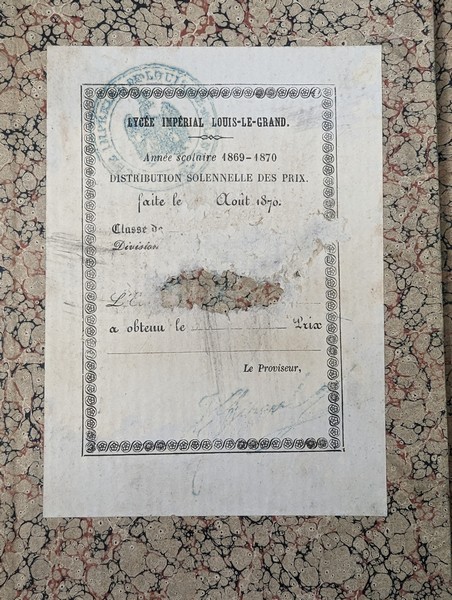 LYCÉE IMPÉRIAL LOUIS-LE-GRAND.
Année scolaire 1869-1870
DISTRIBUTION SOLENNELLE DES PRIX.
faite le Août 1870.
Classe de
Division
a obtenu le Prix
Le Proviseur,